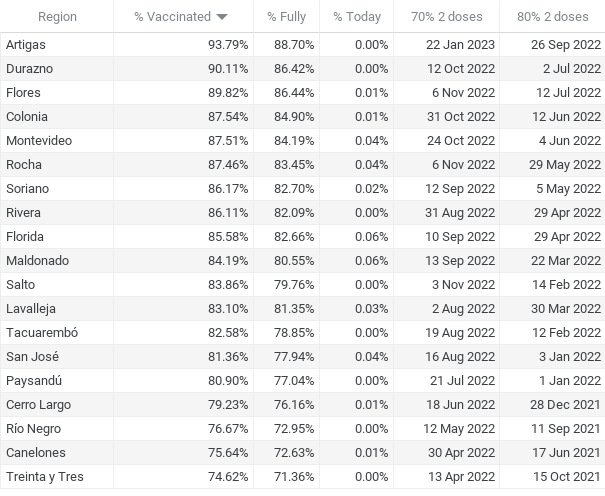 Region % Vaccinated % Fully % Today 70% 2 doses 80% 2 doses
Artigas 93.79% 88.70% 0.00% 22 Jan 2023 26 Sep 2022
Durazno 90.11% 86.42% 0.00% 12 Oct 2022 2 Jul 2022
Flores 89.82% 86.44% 0.01% 6 Nov 2022 12 Jul 2022
Colonia 87.54% 84.90% 0.01% 31 Oct 2022 12 Jun 2022
Montevideo 87.51% 84.19% 0.04% 24 Oct 2022 4 Jun 2022
Rocha 87.46% 83.45% 0.04% 6 Nov 2022 29 May 2022
Soriano 86.17% 82.70% 0.02% 12 Sep 2022 5 May 2022
Rivera 86.11% 82.09% 0.00% 31 Aug 2022 29 Apr 2022
Florida 85.58% 82.66% 0.06% 10 Sep 2022 29 Apr 2022
Maldonado 84.19% 80.55% 0.06% 13 Sep 2022 22 Mar 2022
Salto 83.86% 79.76% 0.00% 3 Nov 2022 14 Feb 2022
Lavalleja 83.10% 81.35% 0.03% 2 Aug 2022 30 Mar 2022
Tacuarembó 82.58% 78.85% 0.00% 19 Aug 2022 12 Feb 2022
San José 81.36% 77.94% 0.04% 16 Aug 2022 3 Jan 2022
Paysandú 80.90% 77.04% 0.00% 21 Jul 2022 1 Jan 2022
Cerro Largo 79.23% 76.16% 0.01% 18 Jun 2022 28 Dec 2021
Río Negro 76.67% 72.95% 0.00% 12 May 2022 11 Sep 2021
Canelones 75.64% 72.63% 0.01% 30 Apr 2022 17 Jun 2021
Treinta y Tres 74.62% 71.36% 0.00% 13 Apr 2022 15 Oct 2021